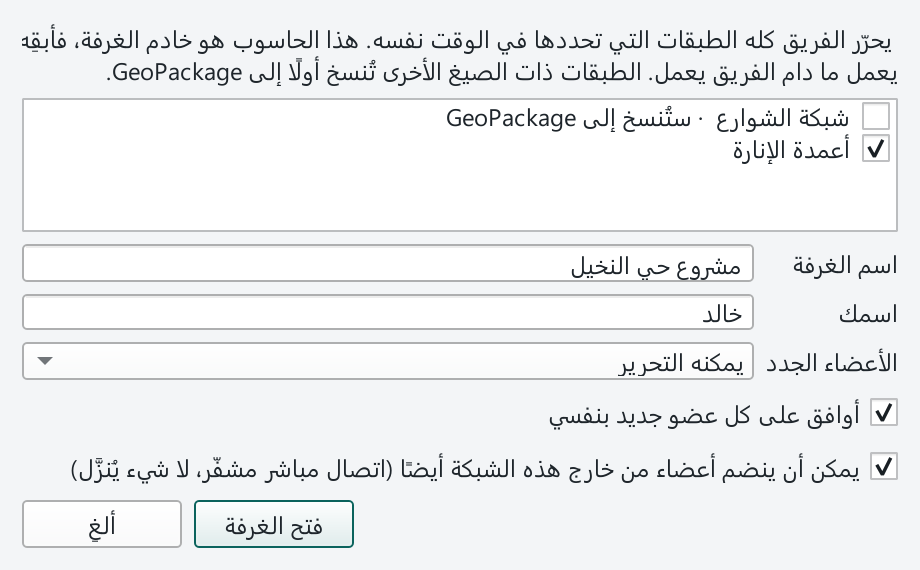 يحرّر الفريق كله الطبقات التي تحددها في الوقت نفسه. هذا الحاسوب هو خادم الغرفة، فأبقِه
يعمل ما دام الفريق يعمل. الطبقات ذات الصيغ الأخرى تُنسخ أولًا إلى GeoPackage.
شبكة الشوارع · ستُنسخ إلى GeoPackage
أعمدة الإنارة
اسم الغرفة مشروع حي النخيل
اسمك خالد
الأعضاء الجدد يمكنه التحرير
أوافق على كل عضو جديد بنفسي
يمكن أن ينضم أعضاء من خارج هذه الشبكة أيضًا (اتصال مباشر مشفّر، لا شيء يُنزَّل)
فتح الغرفة ألغِ